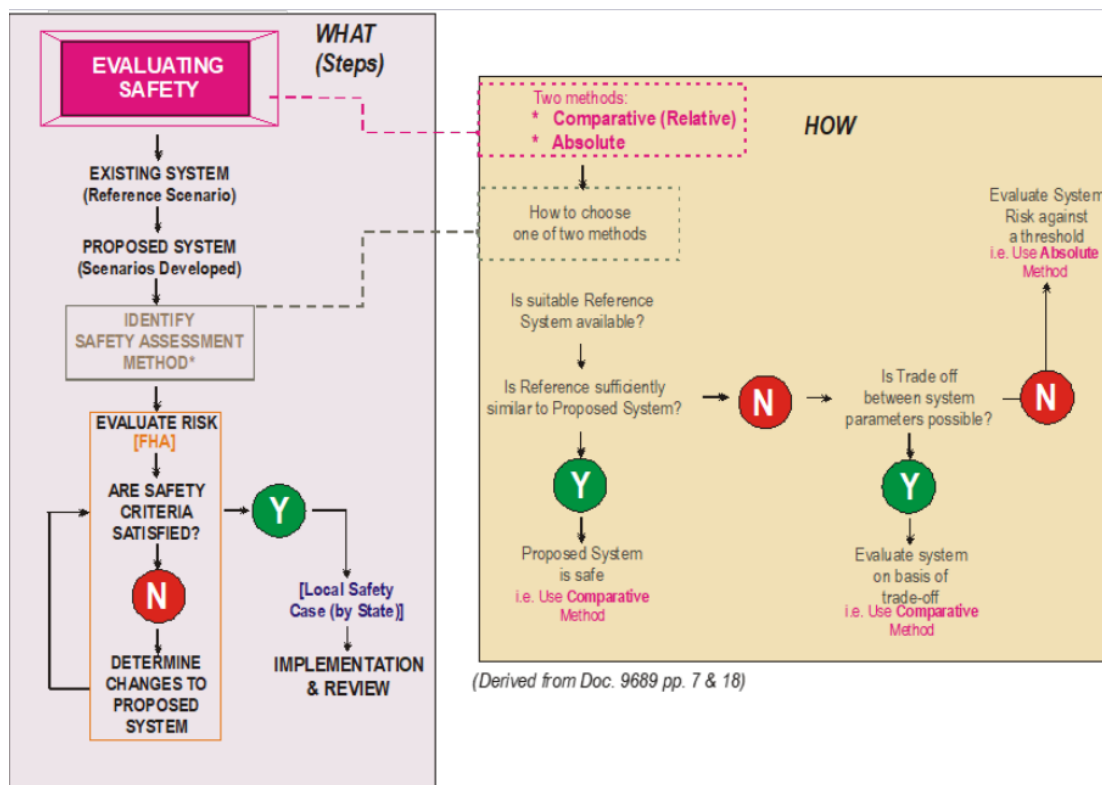 WHAT
(Steps)
EVALUATING
SAFETY
EXISTING SYSTEM
(Reference Scenario)
PROPOSED SYSTEM
(Scenarios Developed)
IDENTIFY
SAFETY ASSESSMENT
METHOD*
EVALUATE RISK
[FHA]
ARE SAFETY
CRITERIA
SATISFIED?
Y
N
[Local Safety
Case (by State)]
DETERMINE
CHANGES TO
PROPOSED
SYSTEM
IMPLEMENTATION
& REVIEW
HOW
Two methods:
* Comparative (Relative)
* Absolute
How to choose
one of two methods
Is suitable Reference
System available?
Is Reference sufficiently
similar to Proposed System?
N
Is Trade off
between system
parameters possible?
N
Evaluate System
Risk against
a threshold
i.e. Use Absolute
Method
Y
Proposed System
is safe
i.e. Use Comparative
Method
Y
Evaluate system
on basis of
trade-off
i.e. Use Comparative
Method
(Derived from Doc. 9689 pp. 7 & 18)